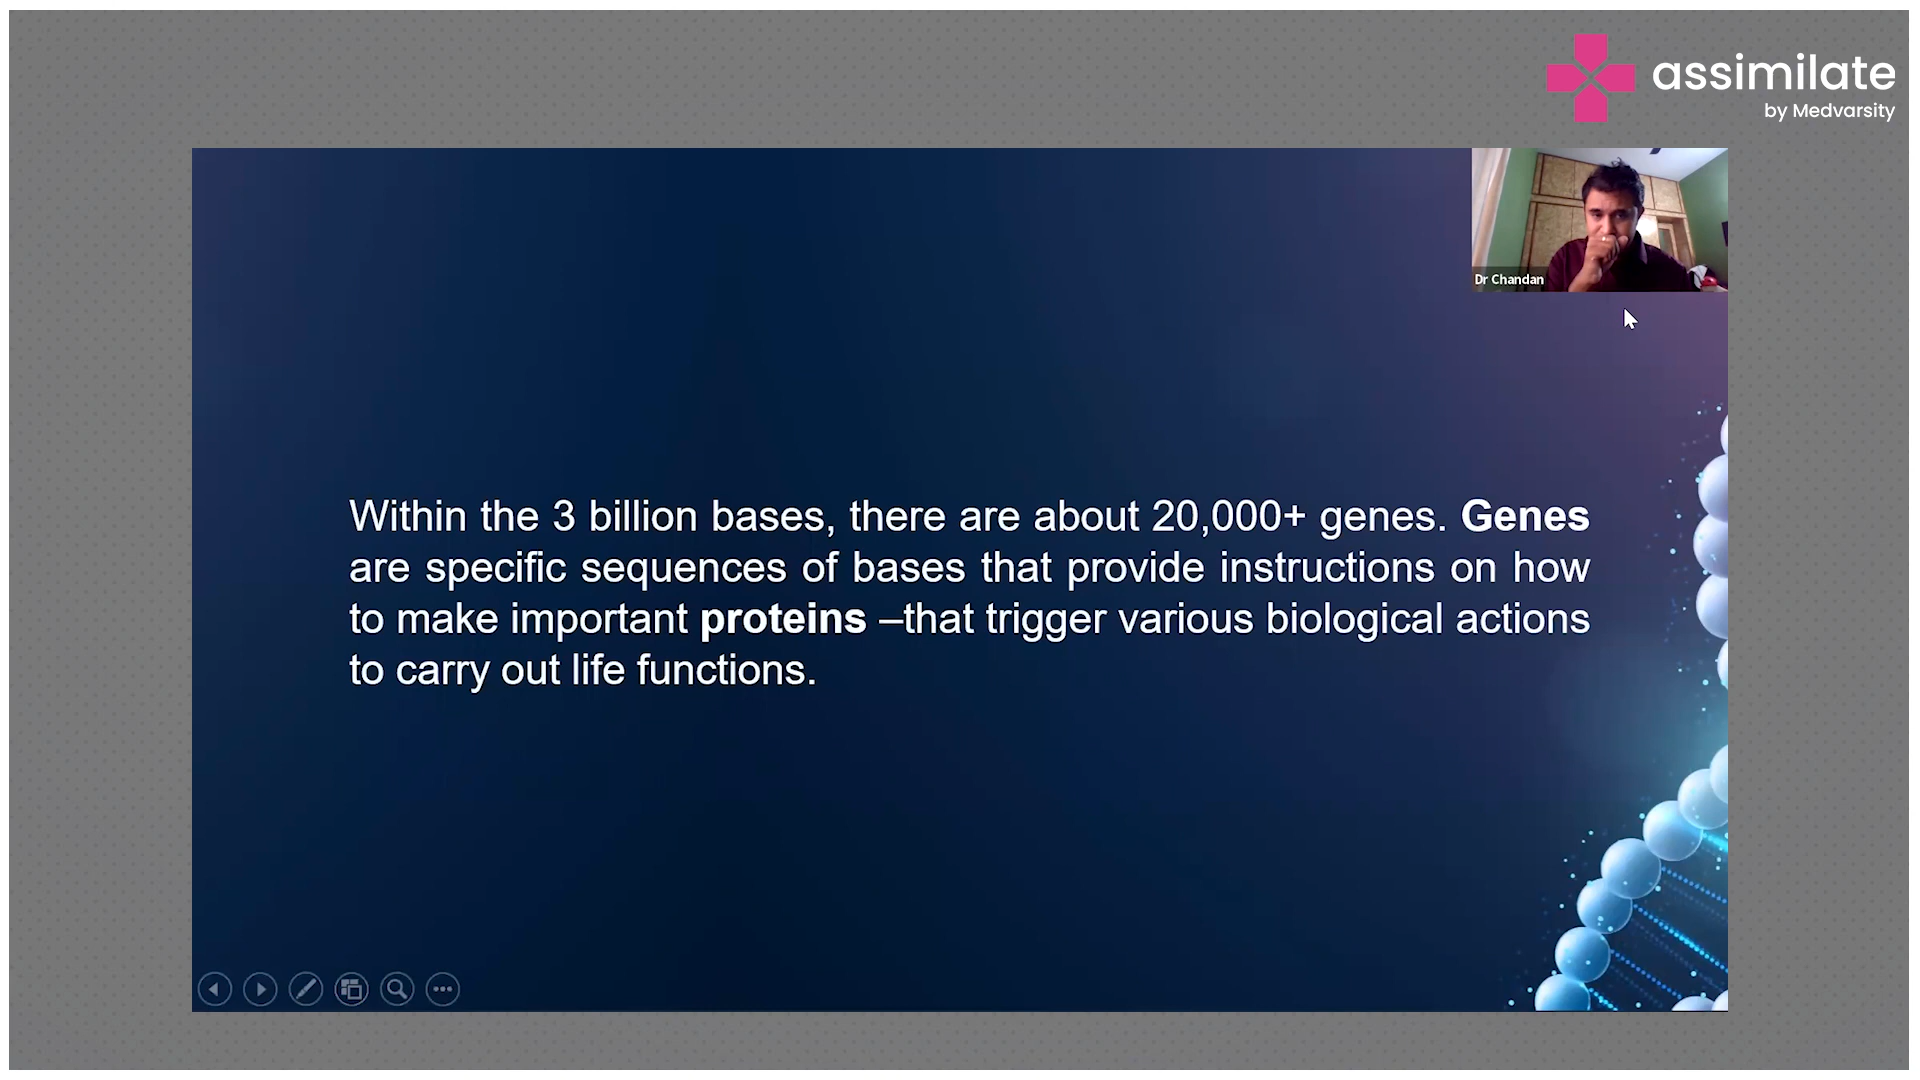 assimilate
by Medvarsity
Dr Chandan
Within the 3 billion bases, there are about 20,000+ genes. Genes
are specific sequences of bases that provide instructions on how
to make important proteins –that trigger various biological actions
to carry out life functions.